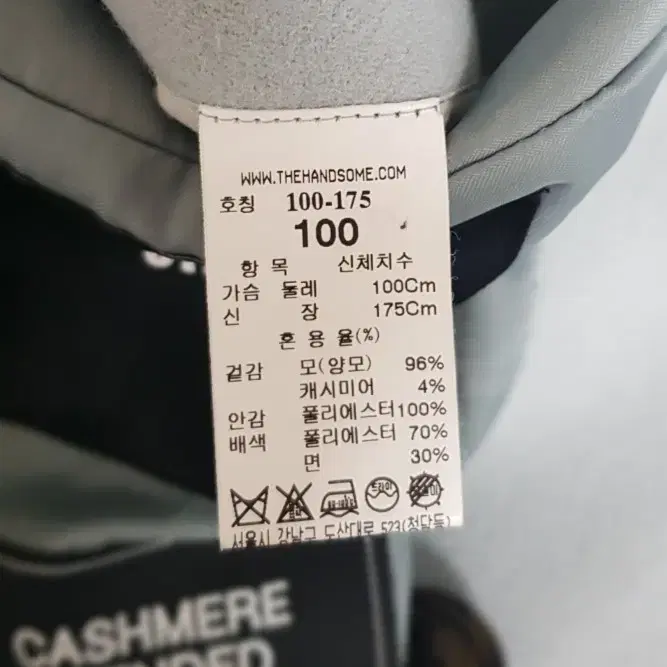 WWW.THEHANDSOME.COM
호칭 100-175
100
항 목 신체치수
가슴 둘레 100Cm
신 장 175Cm
혼 용 율(%)
겉감 모(양모) 96%
캐시미어 4%
안감 폴리에스터100%
배색 폴리에스터 70%
면 30%
드라이
서울시 강남구 도산대로 523(청담동)
CASHMERE